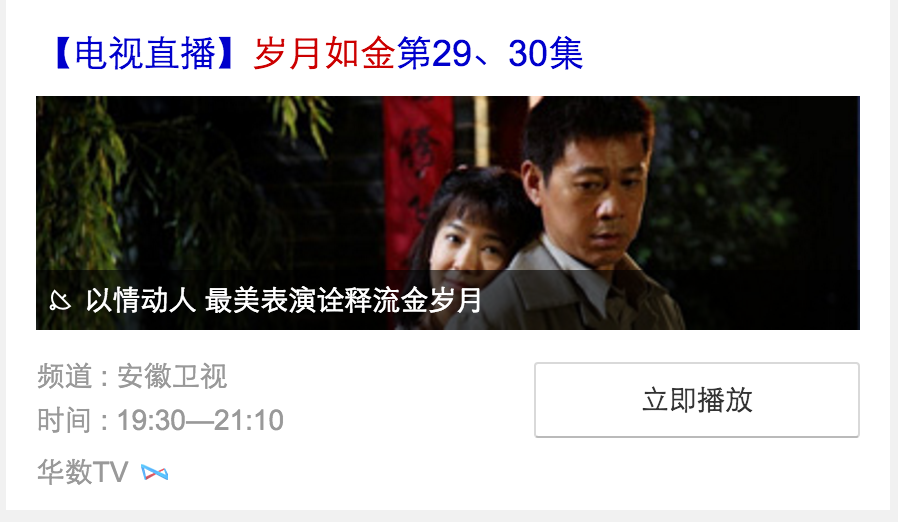 【电视直播】岁月如金第29、30集
以情动人 最美表演诠释流金岁月
频道 : 安徽卫视
时间 : 19:30—21:10
立即播放
华数TV